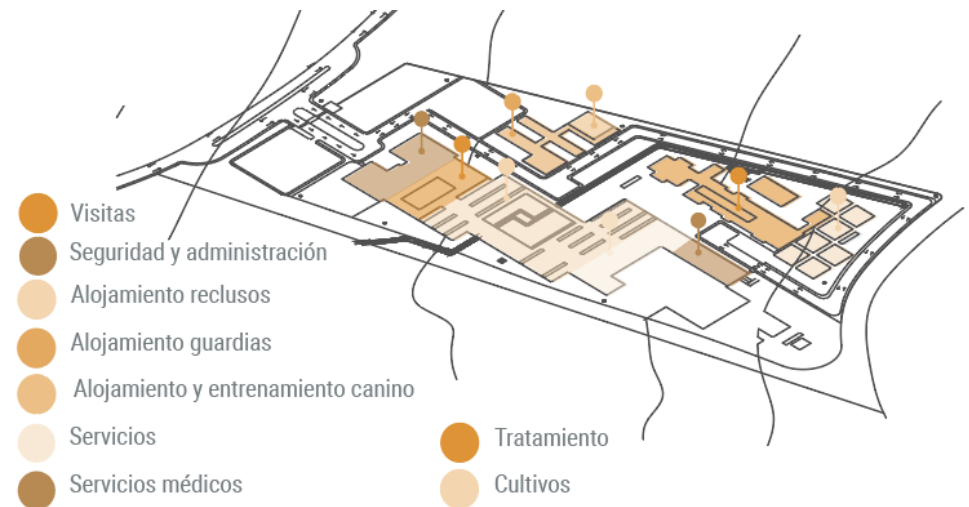 Visitas
Seguridad y administración
Alojamiento reclusos
Alojamiento guardias
Alojamiento y entrenamiento canino
Servicios
Servicios médicos
Tratamiento
Cultivos